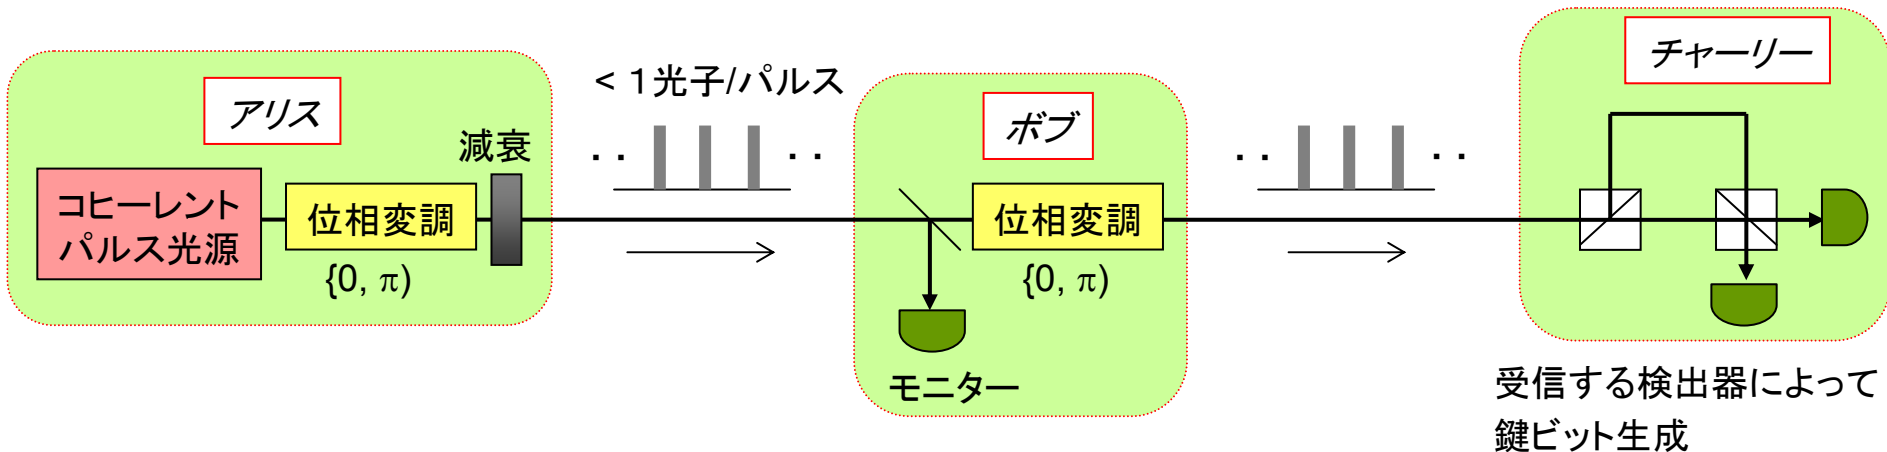 アリス
コヒーレント
パルス光源
位相変調
{0, π)
減衰
< 1光子/パルス
・・ ・・
ボブ
位相変調
{0, π)
モニター
・・ ・・
チャーリー
受信する検出器によって
鍵ビット生成